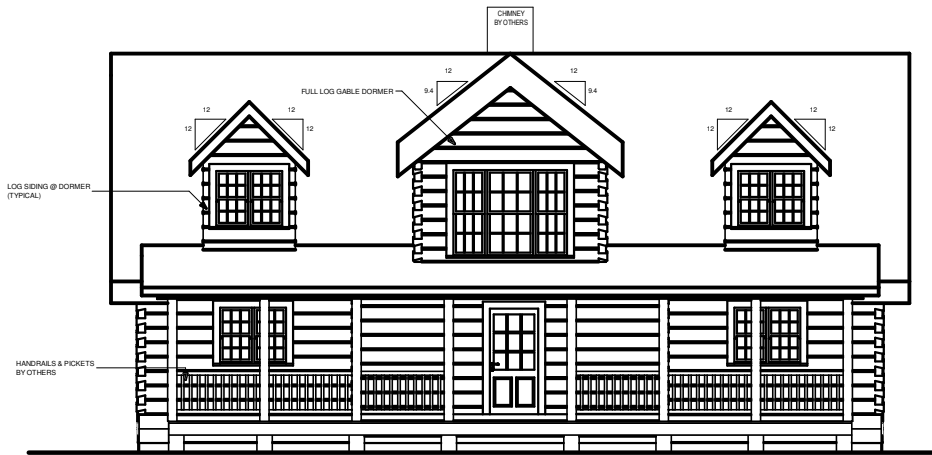 CHIMNEY
BY OTHERS
12
9.4
12
9.4
FULL LOG GABLE DORMER
12
12
12
12
12
12
12
12
LOG SIDING @ DORMER
(TYPICAL)
HANDRAILS & PICKETS
BY OTHERS